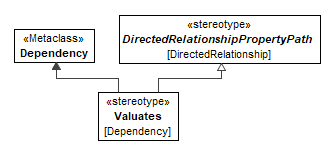 «Metaclass»
Dependency
«stereotype»
DirectedRelationshipPropertyPath
[DirectedRelationship]
«stereotype»
Valuates
[Dependency]